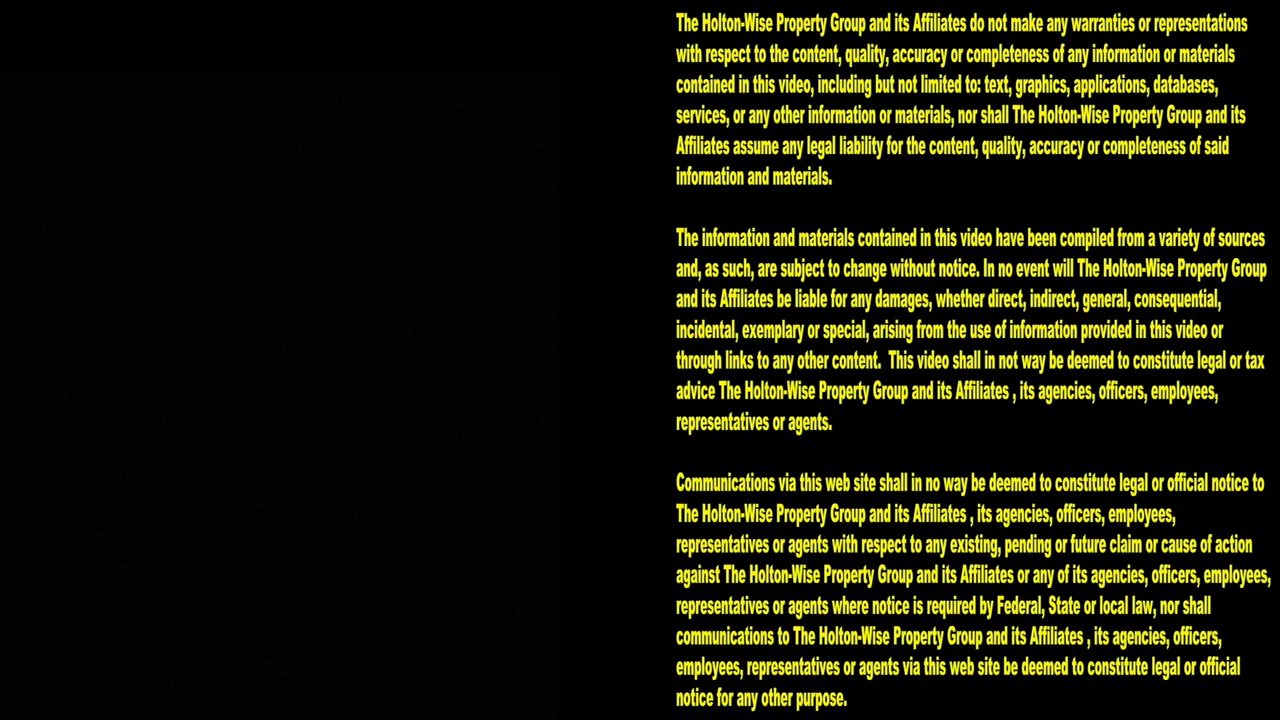 The Holton-Wise Property Group and its Affiliates do not make any warranties or representations
with respect to the content, quality, accuracy or completeness of any information or materials
contained in this video, including but not limited to: text, graphics, applications, databases,
services, or any other information or materials, nor shall The Holton-Wise Property Group and its
Affiliates assume any legal liability for the content, quality, accuracy or completeness of said
information and materials.
The information and materials contained in this video have been compiled from a variety of sources
and, as such, are subject to change without notice. In no event will The Holton-Wise Property Group
and its Affiliates be liable for any damages, whether direct, indirect, general, consequential,
incidental, exemplary or special, arising from the use of information provided in this video or
through links to any other content.  This video shall in not way be deemed to constitute legal or tax
advice The Holton-Wise Property Group and its Affiliates , its agencies, officers, employees,
representatives or agents.
Communications via this web site shall in no way be deemed to constitute legal or official notice to
The Holton-Wise Property Group and its Affiliates , its agencies, officers, employees,
representatives or agents with respect to any existing, pending or future claim or cause of action
against The Holton-Wise Property Group and its Affiliates or any of its agencies, officers, employees,
representatives or agents where notice is required by Federal, State or local law, nor shall
communications to The Holton-Wise Property Group and its Affiliates , its agencies, officers,
employees, representatives or agents via this web site be deemed to constitute legal or official
notice for any other purpose.